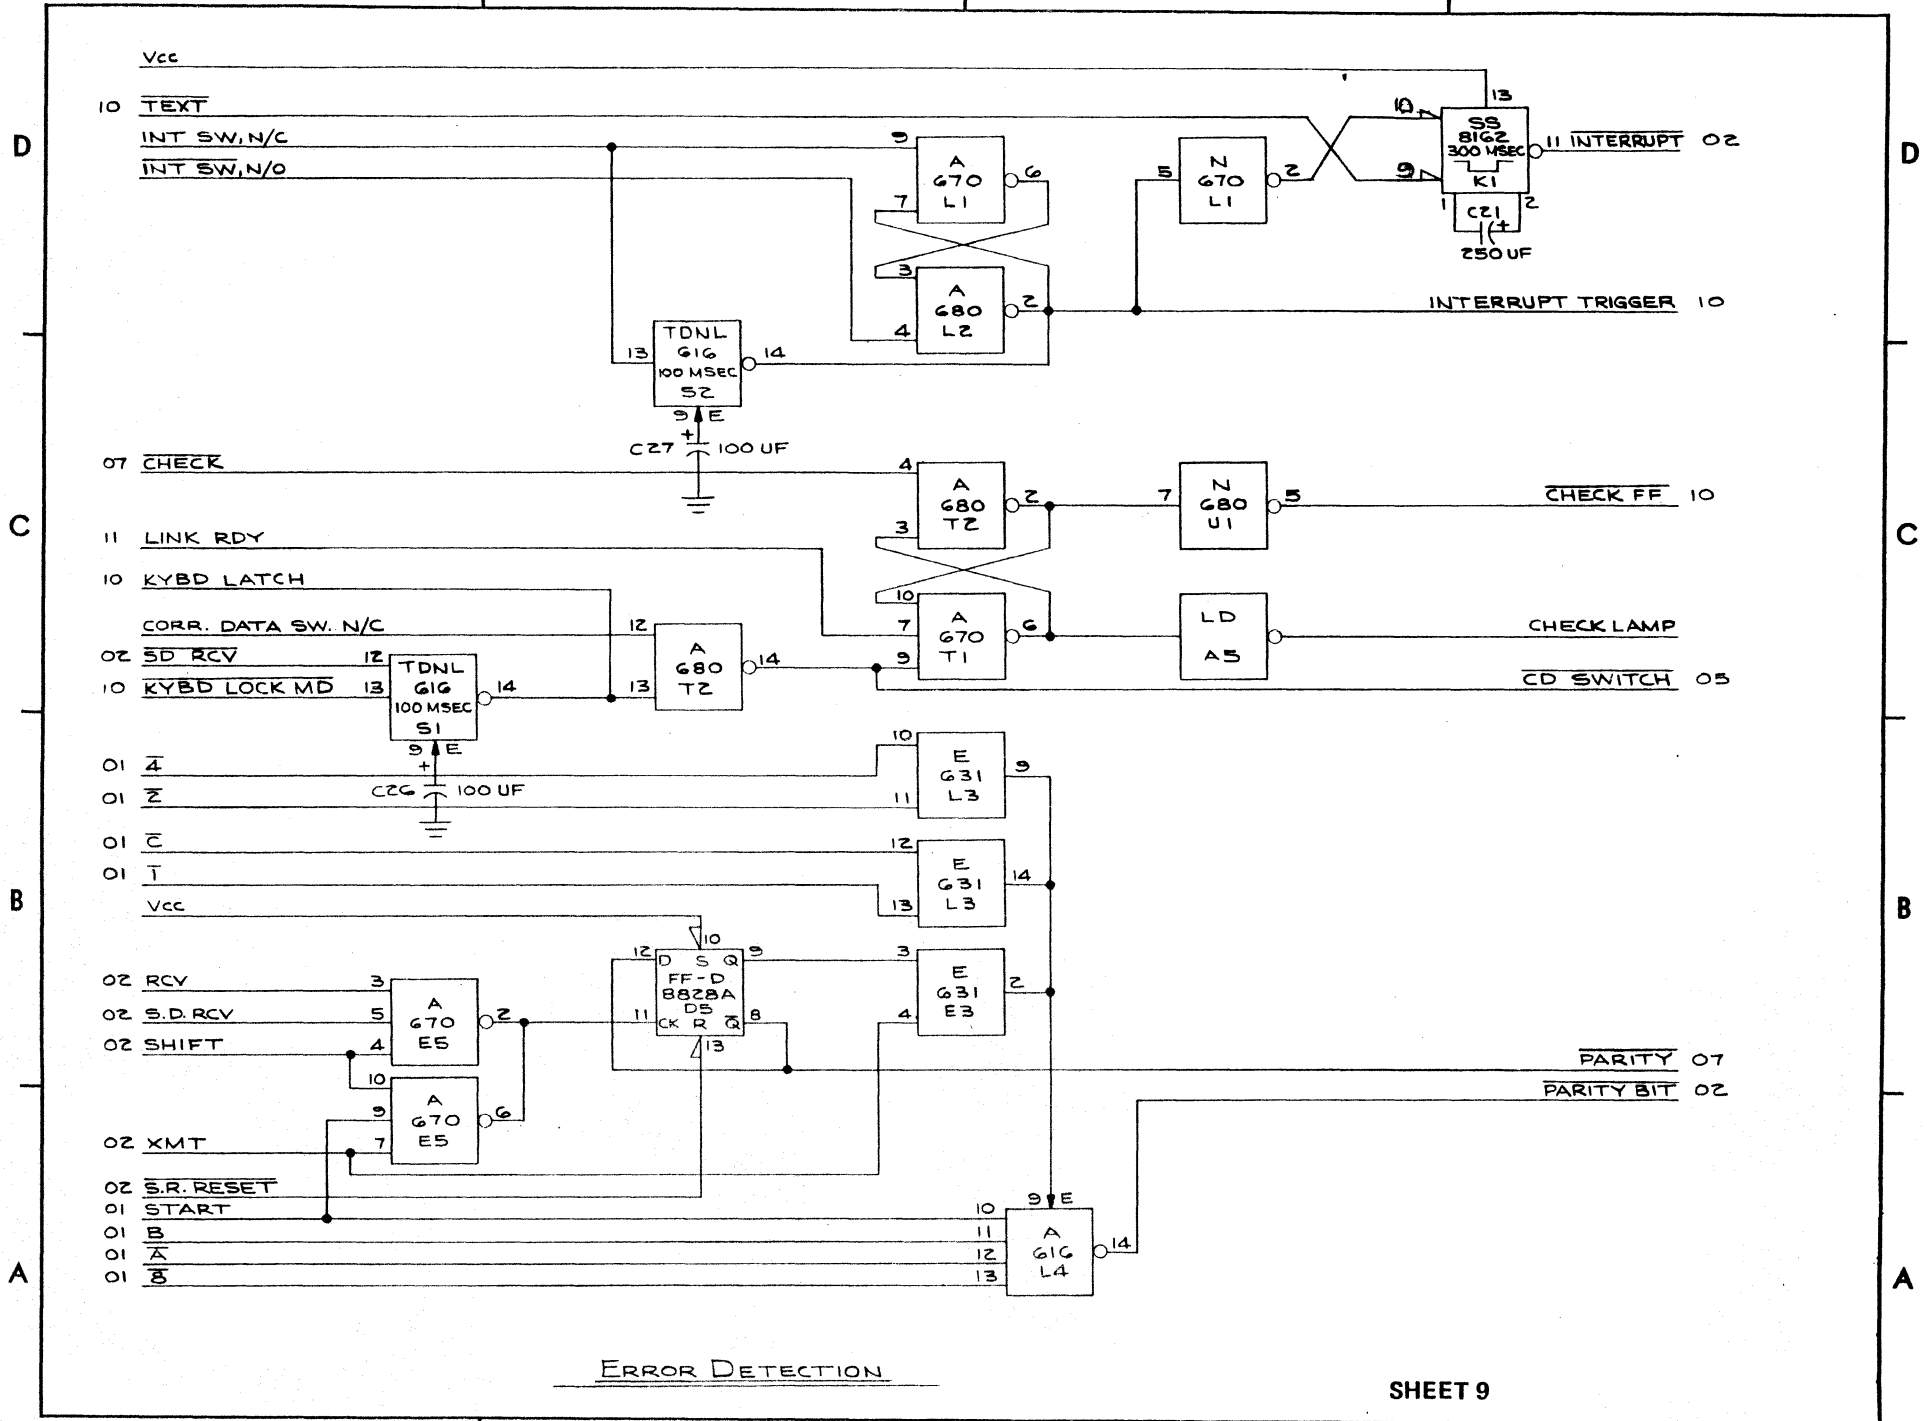 Vcc
10 TEXT
INT SW, N/C
INT SW, N/O
D
D
9
A
670
L1
6
7
3
A
680
L2
2
4
5
N
670
L1
2
10
9
13
SS
8162
300 MSEC
K1
11 INTERRUPT 02
1
2
C21
+
250 UF
INTERRUPT TRIGGER 10
13
TDNL
616
100 MSEC
S2
14
9 E
+
C27 100 UF
07 CHECK
4
A
680
T2
2
3
7
N
680
U1
5
CHECK FF 10
C
C
11 LINK RDY
10 KYBD LATCH
CORR. DATA SW. N/C
02 SD RCV
10 KYBD LOCK MD
12
13
TDNL
616
100 MSEC
S1
14
9 E
+
C26 100 UF
12
13
A
680
T2
14
10
7
9
A
670
T1
6
LD
A5
CHECK LAMP
CD SWITCH 05
01 4
01 2
10
11
E
631
L3
9
01 C
01 1
12
13
E
631
L3
14
B
B
Vcc
10
12
D S Q
9
FF-D
8828A
D5
11
CK R Q
8
13
3
4
E
631
E3
2
02 RCV
02 S.D. RCV
02 SHIFT
3
5
4
A
670
E5
2
10
9
7
A
670
E5
6
02 XMT
PARITY 07
PARITY BIT 02
02 S.R. RESET
01 START
01 B
01 A
01 8
9 E
10
11
12
13
A
616
L4
14
A
A
ERROR DETECTION
SHEET 9